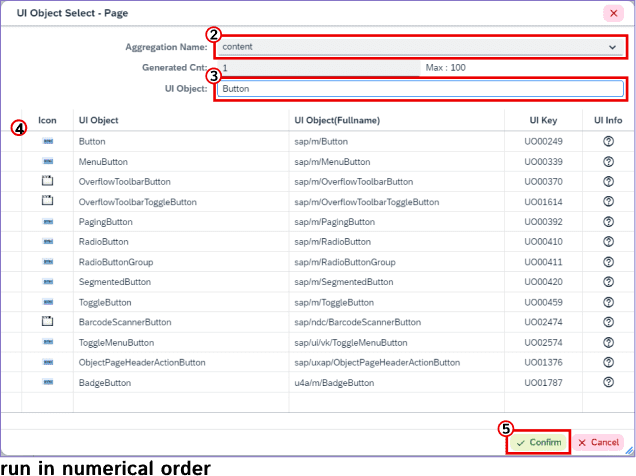 UI Object Select - Page
②
Aggregation Name: content
Generated Cnt: 1 Max : 100
③
UI Object: Button
④
Icon UI Object UI Object(Fullname) UI Key UI Info
Button sap/m/Button UO00249
MenuButton sap/m/MenuButton UO00339
OverflowToolbarButton sap/m/OverflowToolbarButton UO00370
OverflowToolbarToggleButton sap/m/OverflowToolbarToggleButton UO01614
PagingButton sap/m/PagingButton UO00392
RadioButton sap/m/RadioButton UO00410
RadioButtonGroup sap/m/RadioButtonGroup UO00411
SegmentedButton sap/m/SegmentedButton UO00420
ToggleButton sap/m/ToggleButton UO00459
BarcodeScannerButton sap/ndc/BarcodeScannerButton UO02474
ToggleMenuButton sap/ui/vk/ToggleMenuButton UO02574
ObjectPageHeaderActionButton sap/uxap/ObjectPageHeaderActionButton UO01376
BadgeButton u4a/m/BadgeButton UO01787
⑤
Confirm Cancel
run in numerical order